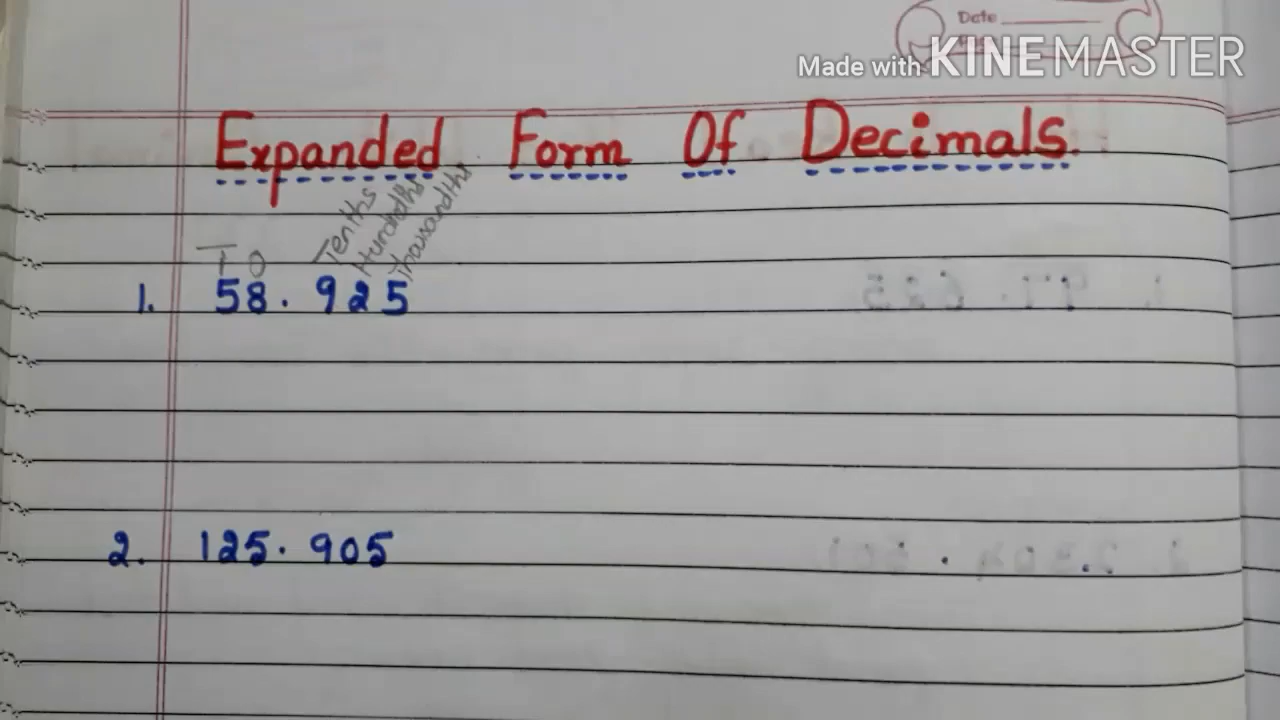 Date
Made with KINEMASTER
Expanded Form Of Decimals.
T O Tenths Hundredths Thousandths
1. 58.925
2. 125.905